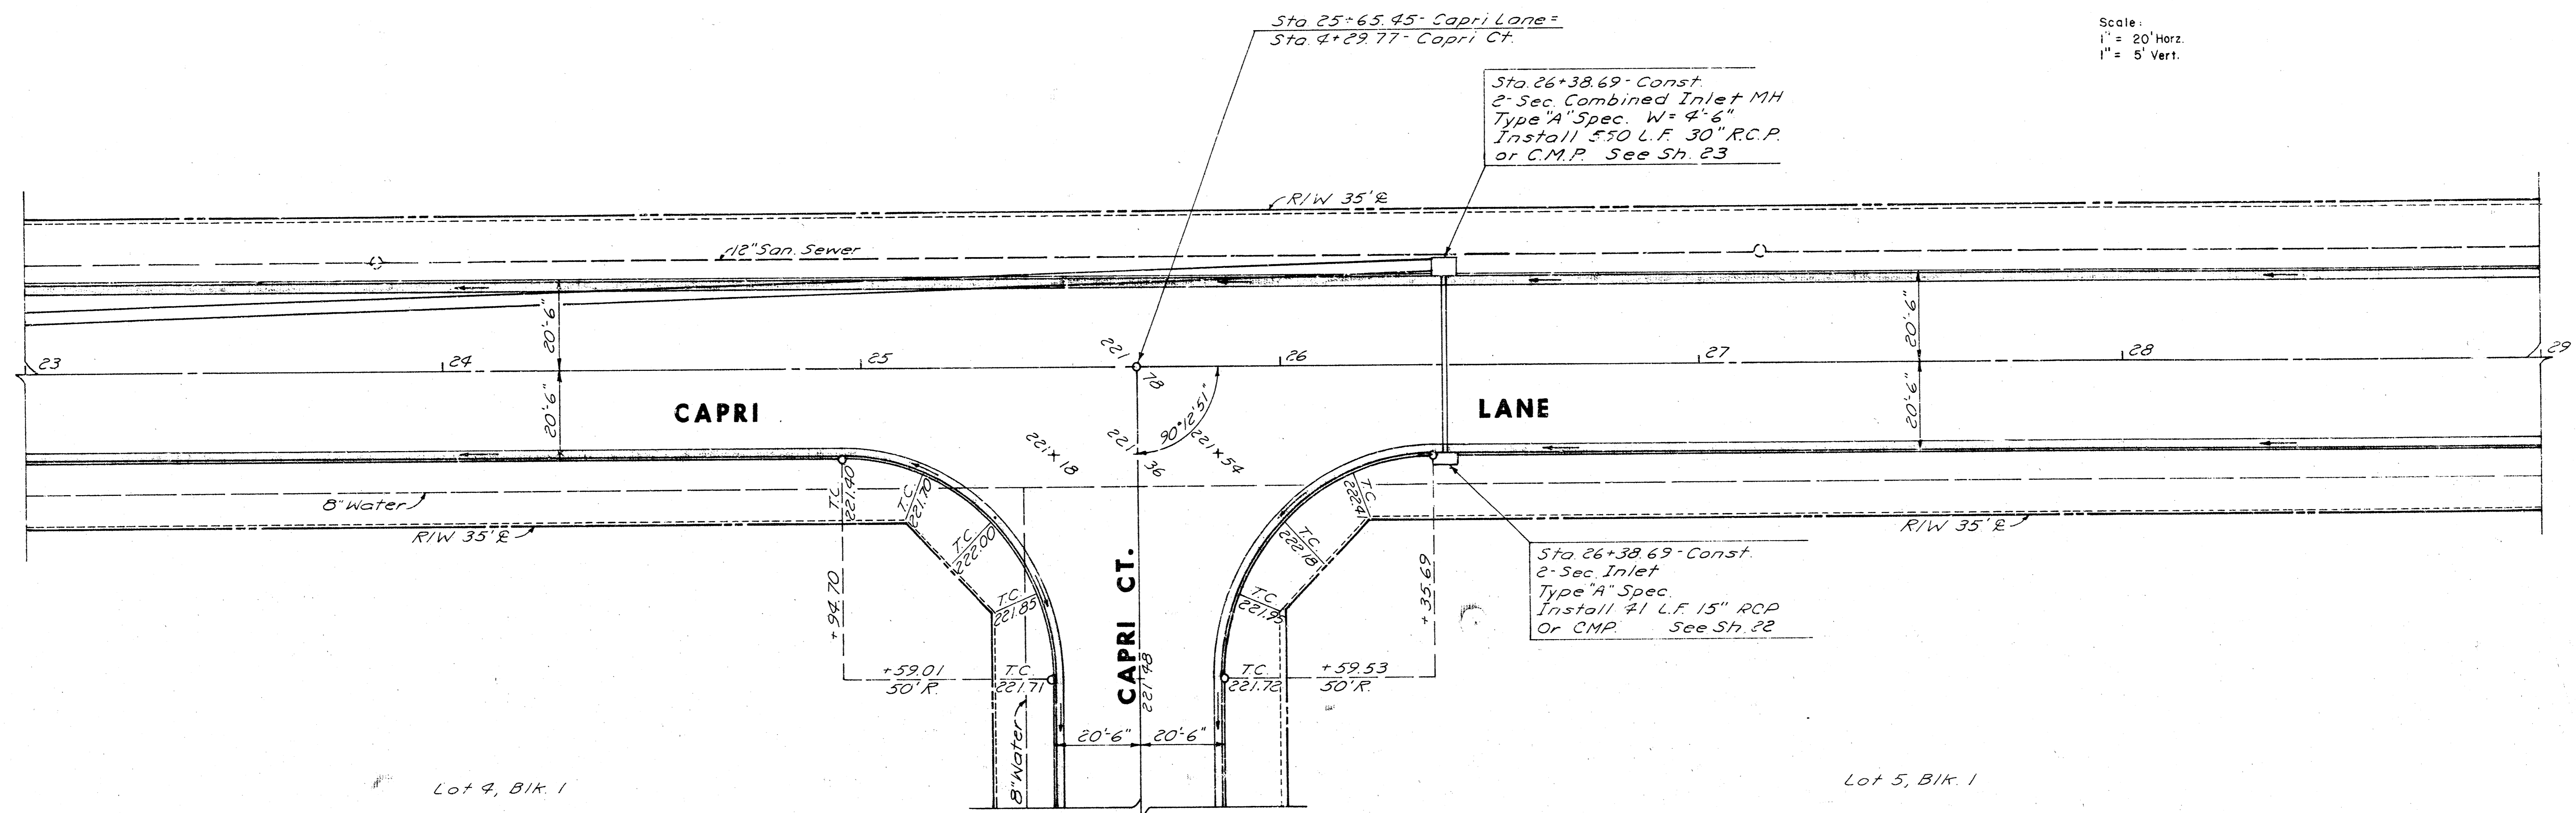 Sta. 25+65.45 - Capri Lane =
Sta. 4+29.77 - Capri Ct.
Scale:
1" = 20' Horz.
1" = 5' Vert.
Sta. 26+38.69 - Const.
2-Sec. Combined Inlet MH
Type "A" Spec. W= 4'-6"
Install 550 L.F. 30" R.C.P.
or C.M.P. See Sh. 23
R/W 35' ℄
12" San. Sewer
20'-6"
20'-6"
23
24
25
221
78
26
27
28
29
20'-6"
20'-6"
CAPRI
LANE
90°12'51"
221 x 18
221
36
221 x 54
8" Water
R/W 35' ℄
R/W 35' ℄
T.C.
221.40
T.C.
221.70
T.C.
222.00
T.C.
221.85
T.C.
222.41
T.C.
222.18
T.C.
221.95
+94.70
+35.69
Sta. 26+38.69 - Const.
2-Sec. Inlet
Type "A" Spec.
Install 41 L.F. 15" RCP
Or CMP. See Sh. 22
+59.01
50' R.
T.C.
221.71
CAPRI CT.
221.48
T.C.
221.72
+59.53
50' R.
8" Water
20'-6"
20'-6"
Lot 4, Blk. 1
Lot 5, Blk. 1